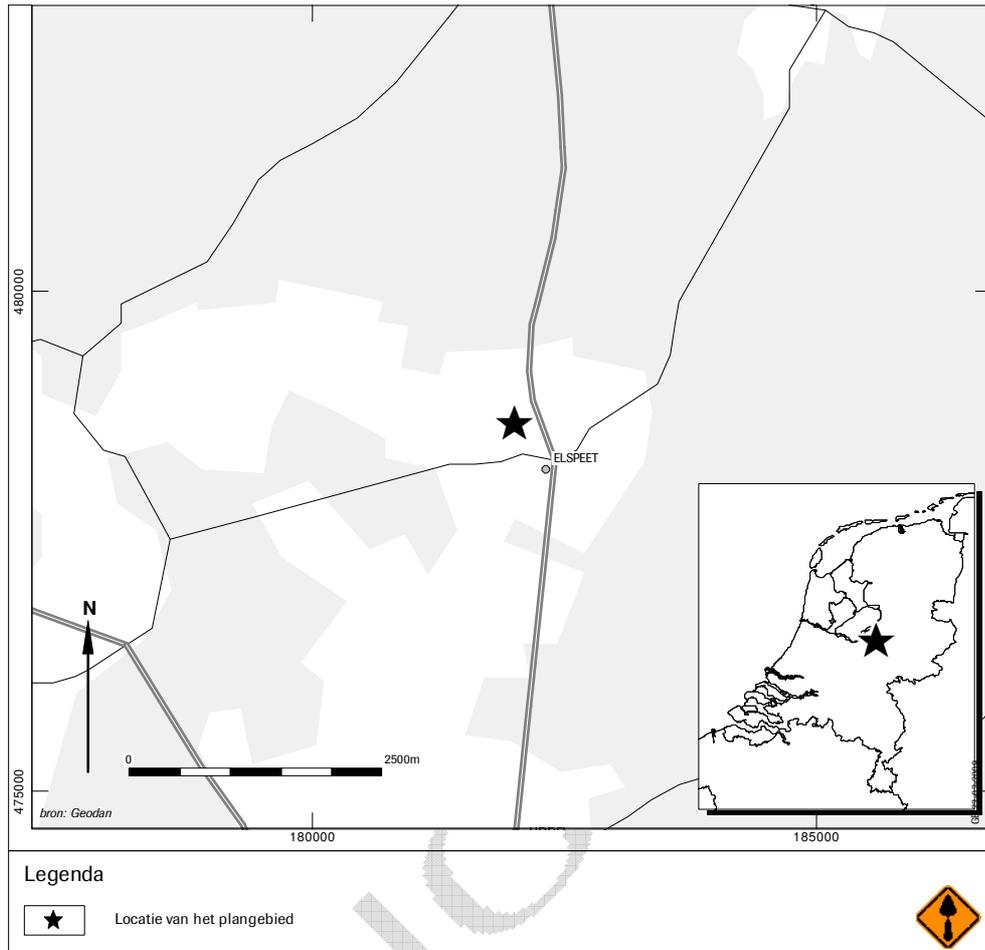 480000
ELSPEET
N
0 2500m
475000
bron: Geodan
180000 185000
Legenda
Locatie van het plangebied